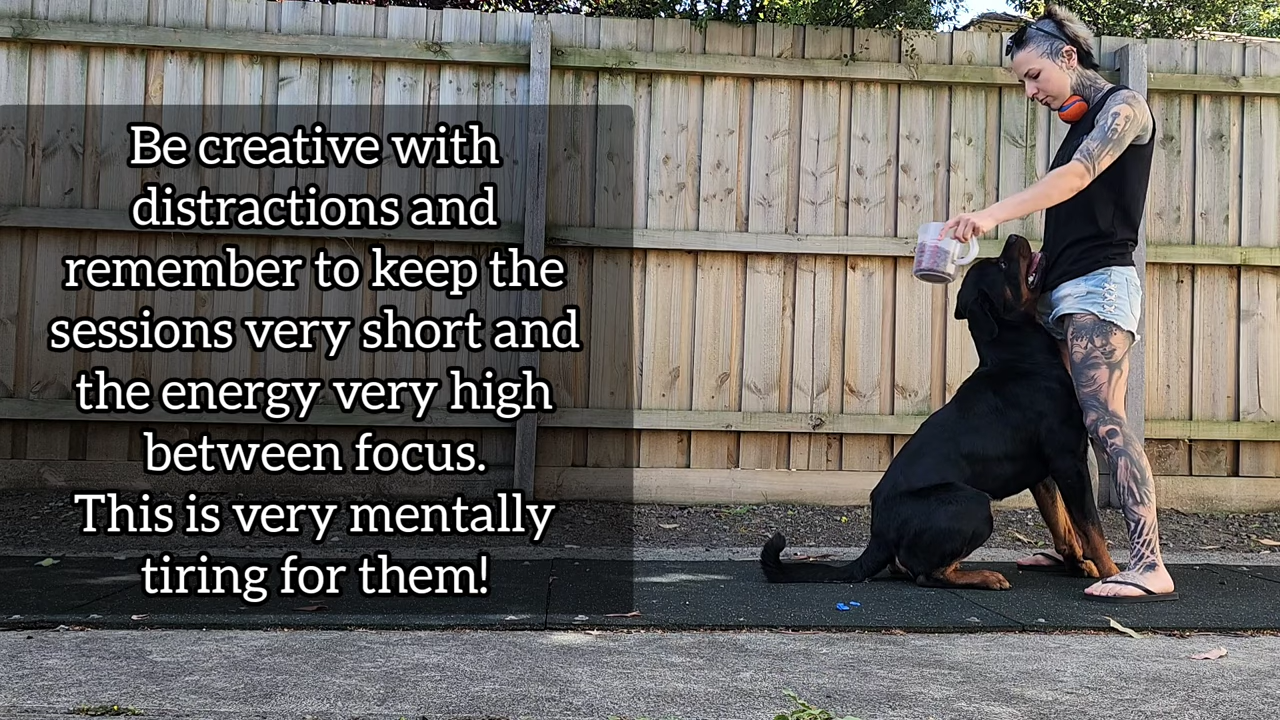 Be creative with
distractions and
remember to keep the
sessions very short and
the energy very high
between focus.
This is very mentally
tiring for them!